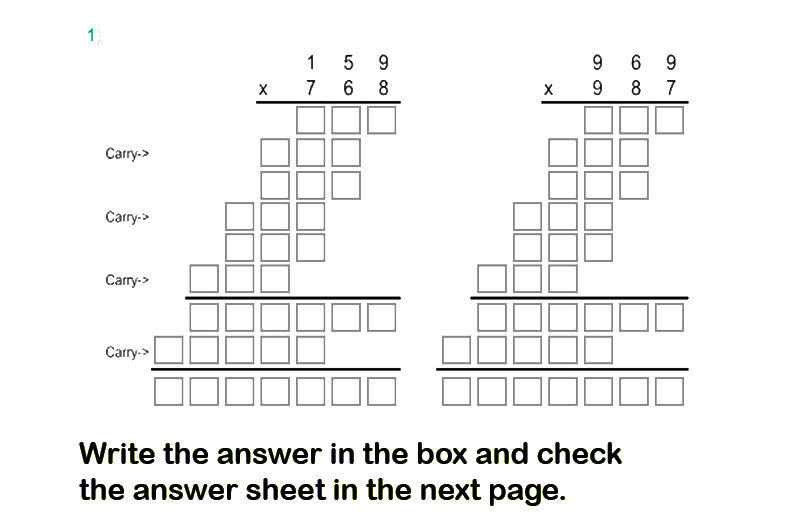 1)
1 5 9 9 6 9
x 7 6 8 x 9 8 7
Carry->
Carry->
Carry->
Carry->
Write the answer in the box and check
the answer sheet in the next page.